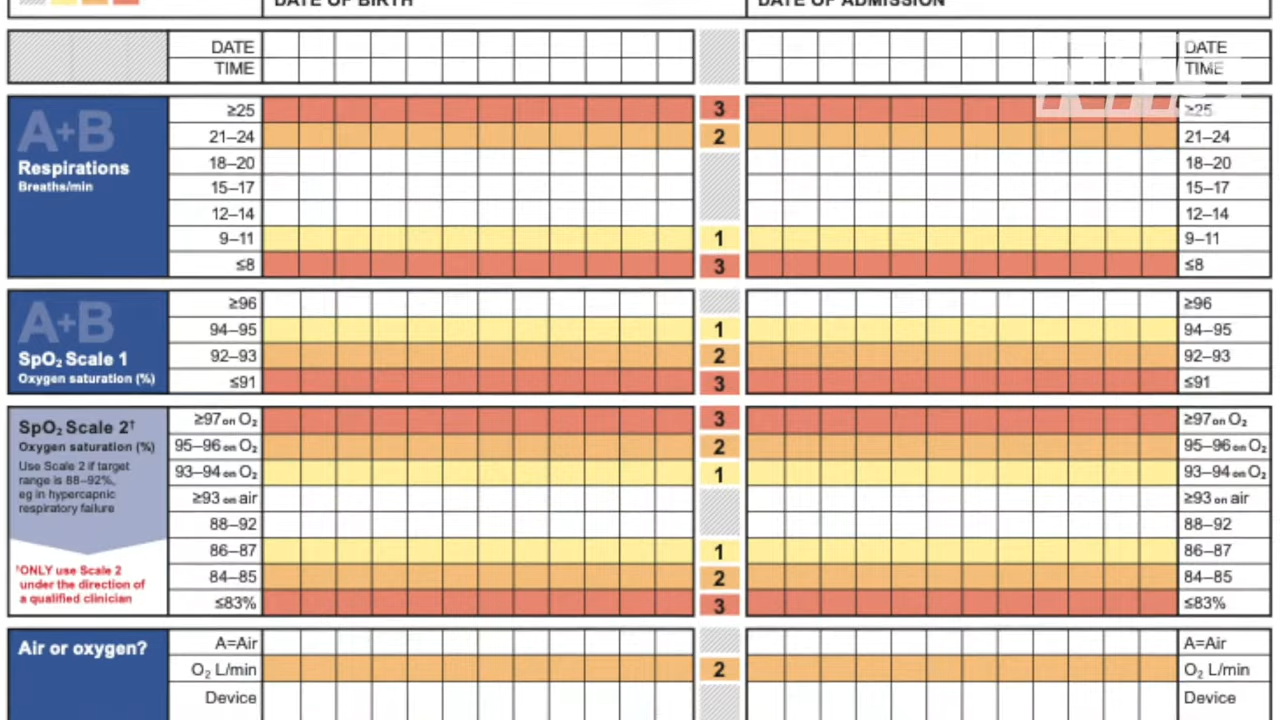 DATE OF BIRTH DATE OF ADMISSION
DATE DATE
TIME TIME
A+B
Respirations
Breaths/min
≥25 3 ≥25
21–24 2 21–24
18–20 18–20
15–17 15–17
12–14 12–14
9–11 1 9–11
≤8 3 ≤8
A+B
SpO₂ Scale 1
Oxygen saturation (%)
≥96 ≥96
94–95 1 94–95
92–93 2 92–93
≤91 3 ≤91
SpO₂ Scale 2†
Oxygen saturation (%)
Use Scale 2 if target
range is 88–92%,
eg in hypercapnic
respiratory failure
†ONLY use Scale 2
under the direction of
a qualified clinician
≥97 on O₂ 3 ≥97 on O₂
95–96 on O₂ 2 95–96 on O₂
93–94 on O₂ 1 93–94 on O₂
≥93 on air ≥93 on air
88–92 88–92
86–87 1 86–87
84–85 2 84–85
≤83% 3 ≤83%
Air or oxygen?
A=Air A=Air
O₂ L/min 2 O₂ L/min
Device Device